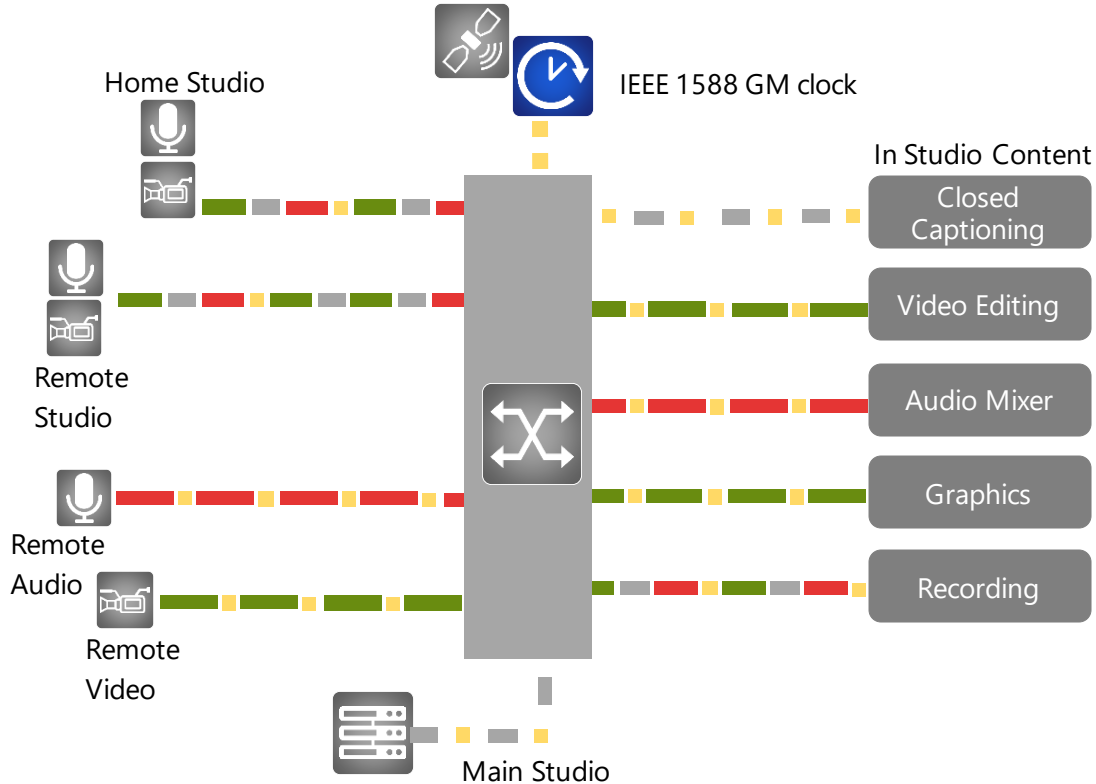 Home Studio
IEEE 1588 GM clock
In Studio Content
Closed
Captioning
Video Editing
Remote
Studio
Audio Mixer
Graphics
Remote
Audio
Recording
Remote
Video
Main Studio